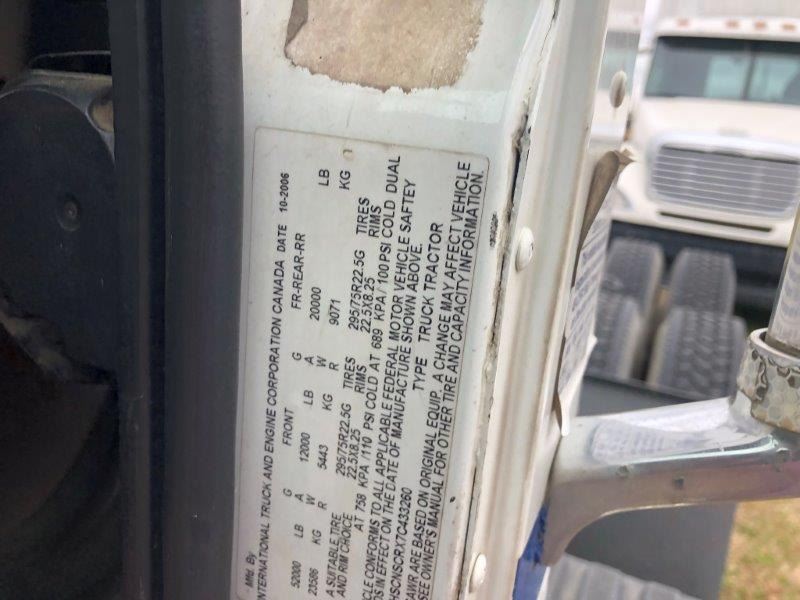 Mfd. By
INTERNATIONAL TRUCK AND ENGINE CORPORATION CANADA DATE 10-2006
G FRONT G FR-REAR-RR
52000 LB A 12000 LB A 20000 LB
W W
23586 KG R 5443 KG R 9071 KG
A SUITABLE TIRE 295/75R22.5G TIRES 295/75R22.5G TIRES
AND RIM CHOICE 22.5X8.25 RIMS 22.5X8.25 RIMS
AT 758 KPA/110 PSI COLD AT 689 KPA/100 PSI COLD DUAL
CONFORMS TO ALL APPLICABLE FEDERAL MOTOR VEHICLE SAFTEY
IN EFFECT ON THE DATE OF MANUFACTURE SHOWN ABOVE.
HSCNSCRX7C433260 TYPE TRUCK TRACTOR
ARE BASED ON ORIGINAL EQUIP. A CHANGE MAY AFFECT VEHICLE
SEE OWNER'S MANUAL FOR OTHER TIRE AND CAPACITY INFORMATION.